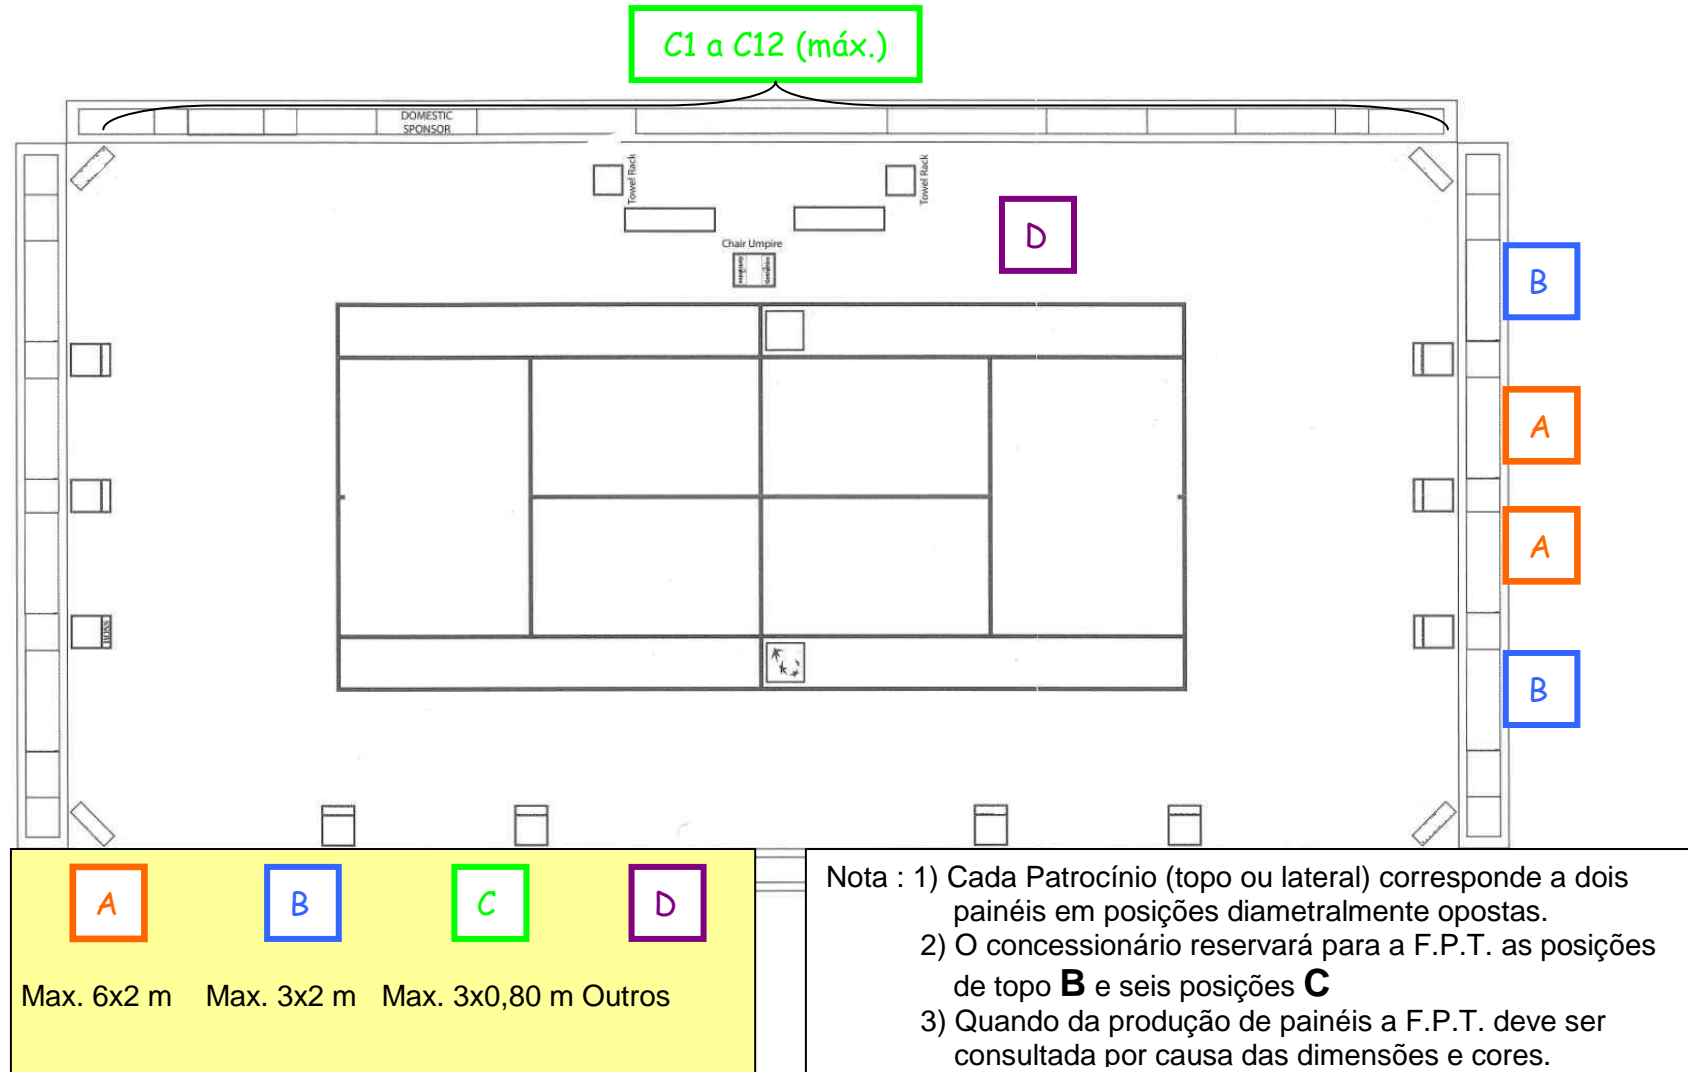 C1 a C12 (máx.)
DOMESTIC
SPONSOR
Towel Rack
Towel Rack
D
Chair Umpire
B
A
A
BOSS
B
A
B
C
D
Max. 6x2 m
Max. 3x2 m
Max. 3x0,80 m
Outros
Nota : 1) Cada Patrocínio (topo ou lateral) corresponde a dois
painéis em posições diametralmente opostas.
2) O concessionário reservará para a F.P.T. as posições
de topo B e seis posições C
3) Quando da produção de painéis a F.P.T. deve ser
consultada por causa das dimensões e cores.